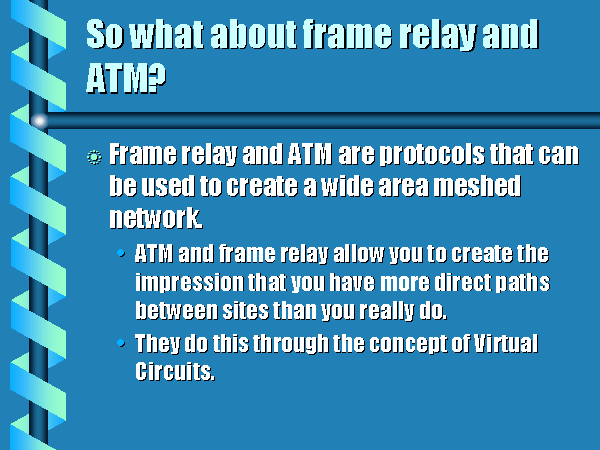 So what about frame relay and
ATM?
Frame relay and ATM are protocols that can
be used to create a wide area meshed
network.
ATM and frame relay allow you to create the
impression that you have more direct paths
between sites than you really do.
They do this through the concept of Virtual
Circuits.